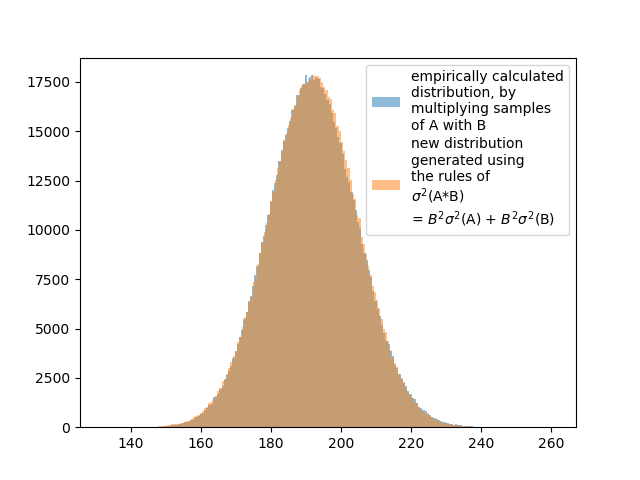 17500
15000
12500
10000
7500
5000
2500
0
140
160
180
200
220
240
260
empirically calculated
distribution, by
multiplying samples
of A with B
new distribution
generated using
the rules of
σ²(A*B)
= B²σ²(A) + B²σ²(B)